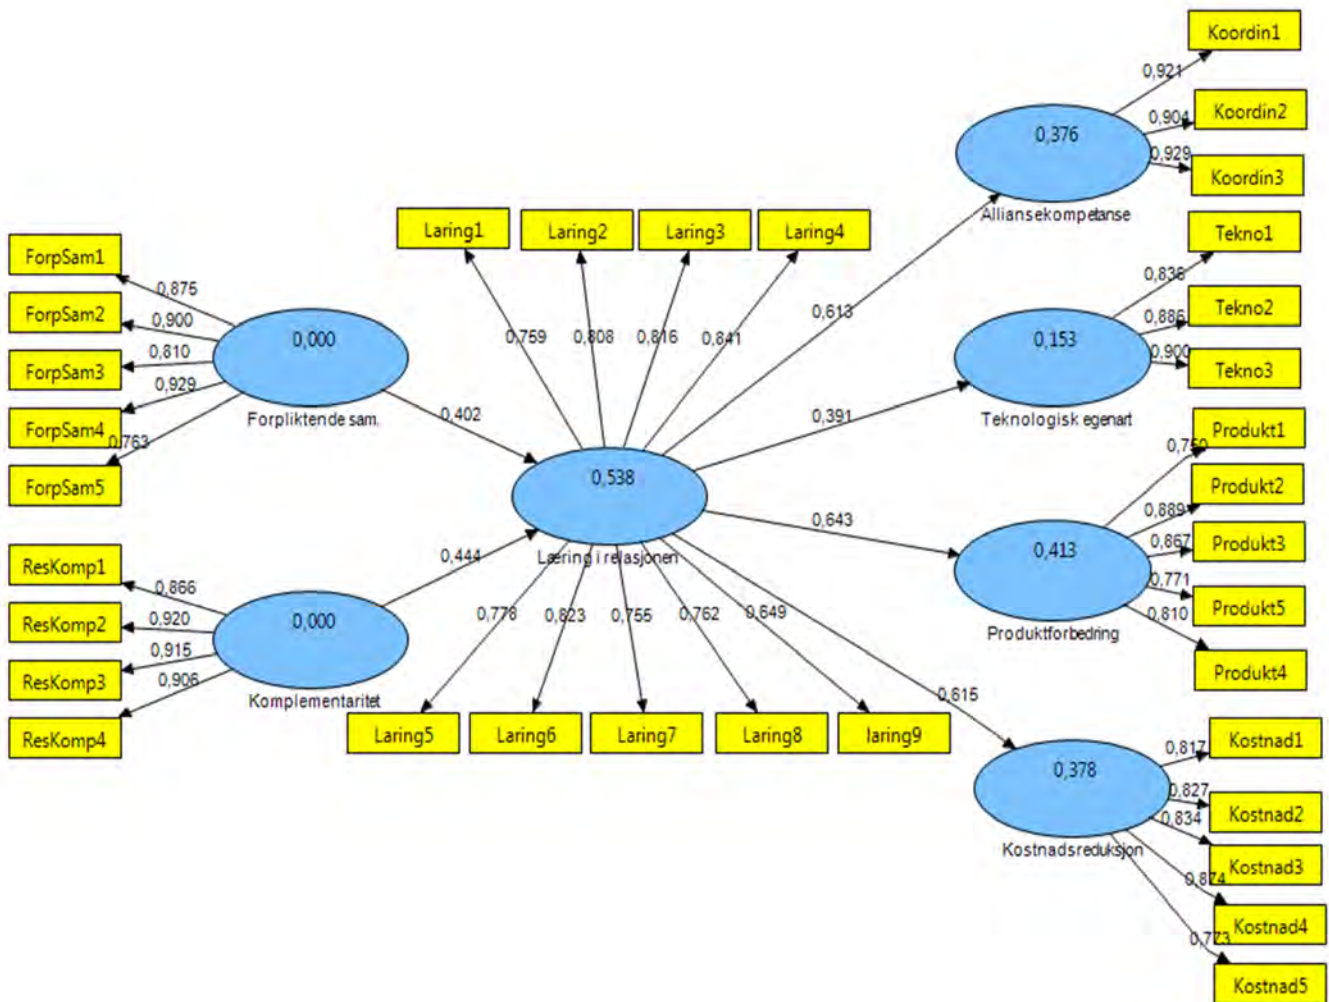 Koordin1
0,921
0,904
Koordin2
0,376
0,929
Koordin3
Alliansekompetanse
Laring1
Laring2
Laring3
Laring4
Tekno1
ForpSam1
0,875
0,838
ForpSam2
0,900
0,613
0,886
Tekno2
0,000
0,759
0,808
0,816
0,841
0,153
ForpSam3
0,810
0,900
Tekno3
0,929
Forpliktende sam.
0,402
0,391
Teknologisk egenart
ForpSam4
0,763
Produkt1
0,750
ForpSam5
0,538
Produkt2
0,889
0,643
0,867
Produkt3
0,444
Læring i relasjonen
0,413
ResKomp1
0,866
0,771
Produkt5
0,778
0,823
0,755
0,762
0,649
0,810
ResKomp2
0,920
0,000
Produktforbedring
0,915
ResKomp3
0,906
Produkt4
Komplementaritet
0,615
ResKomp4
Laring5
Laring6
Laring7
Laring8
laring9
0,817
Kostnad1
0,378
0,827
Kostnad2
0,834
Kostnadsreduksjon
Kostnad3
0,874
Kostnad4
0,773
Kostnad5